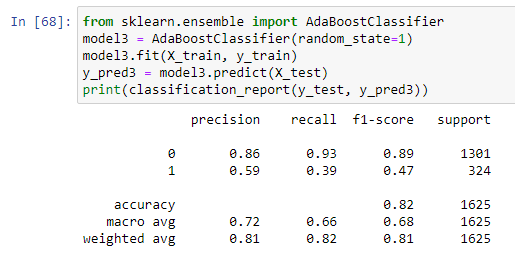 In [68]: from sklearn.ensemble import AdaBoostClassifier
model3 = AdaBoostClassifier(random_state=1)
model3.fit(X_train, y_train)
y_pred3 = model3.predict(X_test)
print(classification_report(y_test, y_pred3))
precision recall f1-score support
0 0.86 0.93 0.89 1301
1 0.59 0.39 0.47 324
accuracy 0.82 1625
macro avg 0.72 0.66 0.68 1625
weighted avg 0.81 0.82 0.81 1625